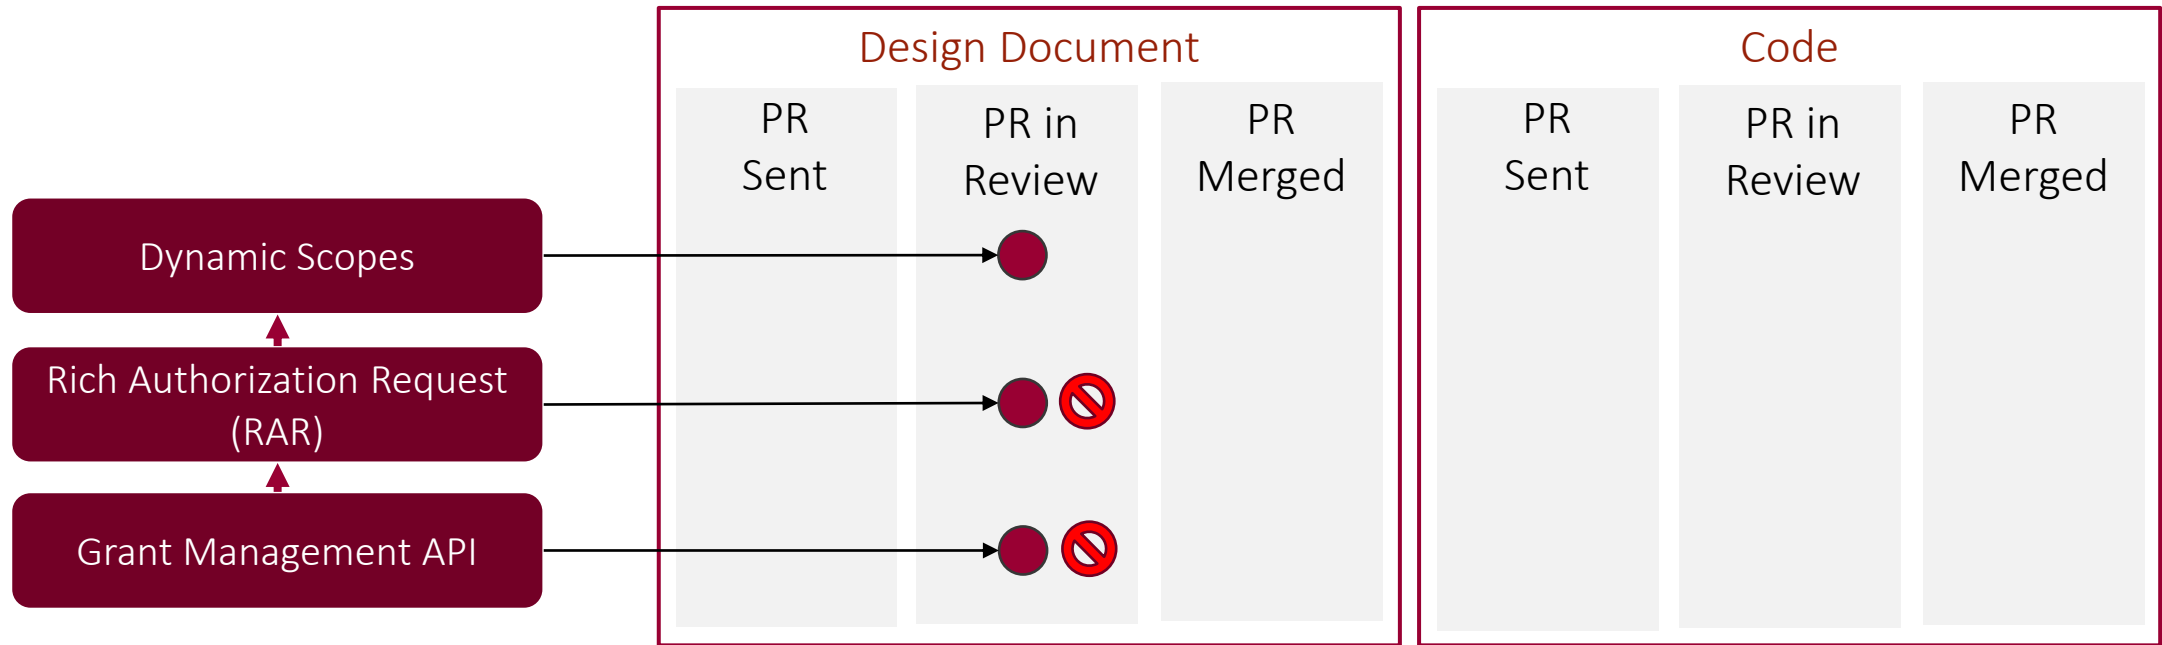 Design Document
Code
PR
Sent
PR in
Review
PR
Merged
PR
Sent
PR in
Review
PR
Merged
Dynamic Scopes
Rich Authorization Request
(RAR)
Grant Management API